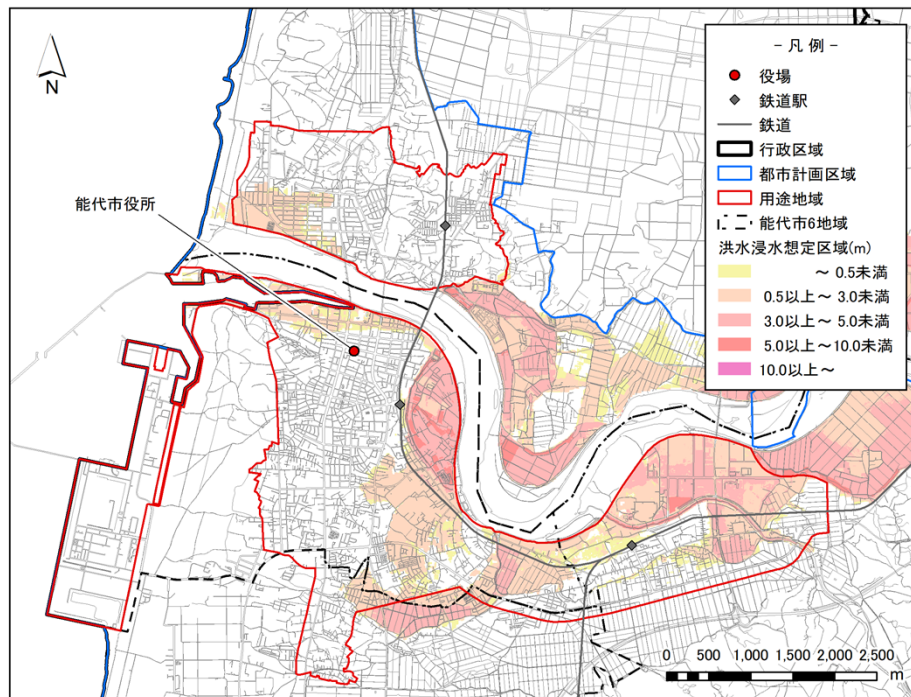 N
能代市役所
- 凡 例 -
役場
鉄道駅
鉄道
行政区域
都市計画区域
用途地域
能代市6地域
洪水浸水想定区域(m)
～ 0.5未満
0.5以上～ 3.0未満
3.0以上～ 5.0未満
5.0以上～10.0未満
10.0以上～
0 500 1,000 1,500 2,000 2,500
m